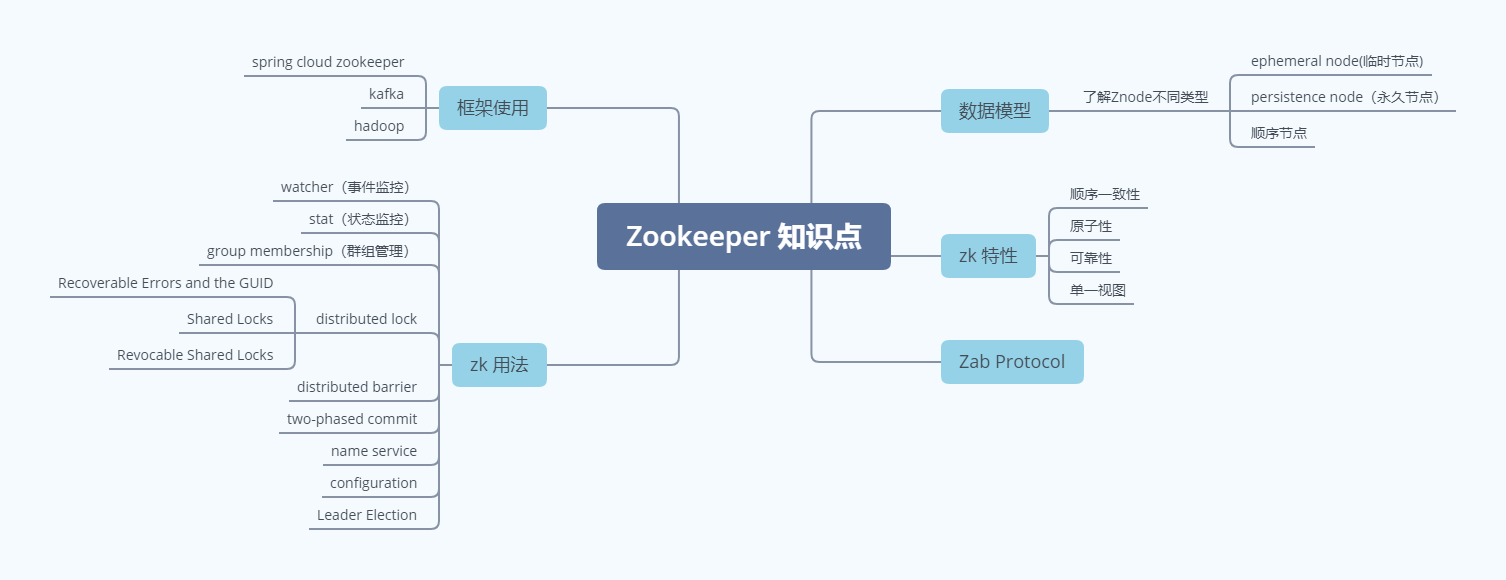 Zookeeper 知识点
框架使用
spring cloud zookeeper
kafka
hadoop
zk 用法
watcher（事件监控）
stat（状态监控）
group membership（群组管理）
distributed lock
Recoverable Errors and the GUID
Shared Locks
Revocable Shared Locks
distributed barrier
two-phased commit
name service
configuration
Leader Election
数据模型
了解Znode不同类型
ephemeral node(临时节点)
persistence node（永久节点）
顺序节点
zk 特性
顺序一致性
原子性
可靠性
单一视图
Zab Protocol